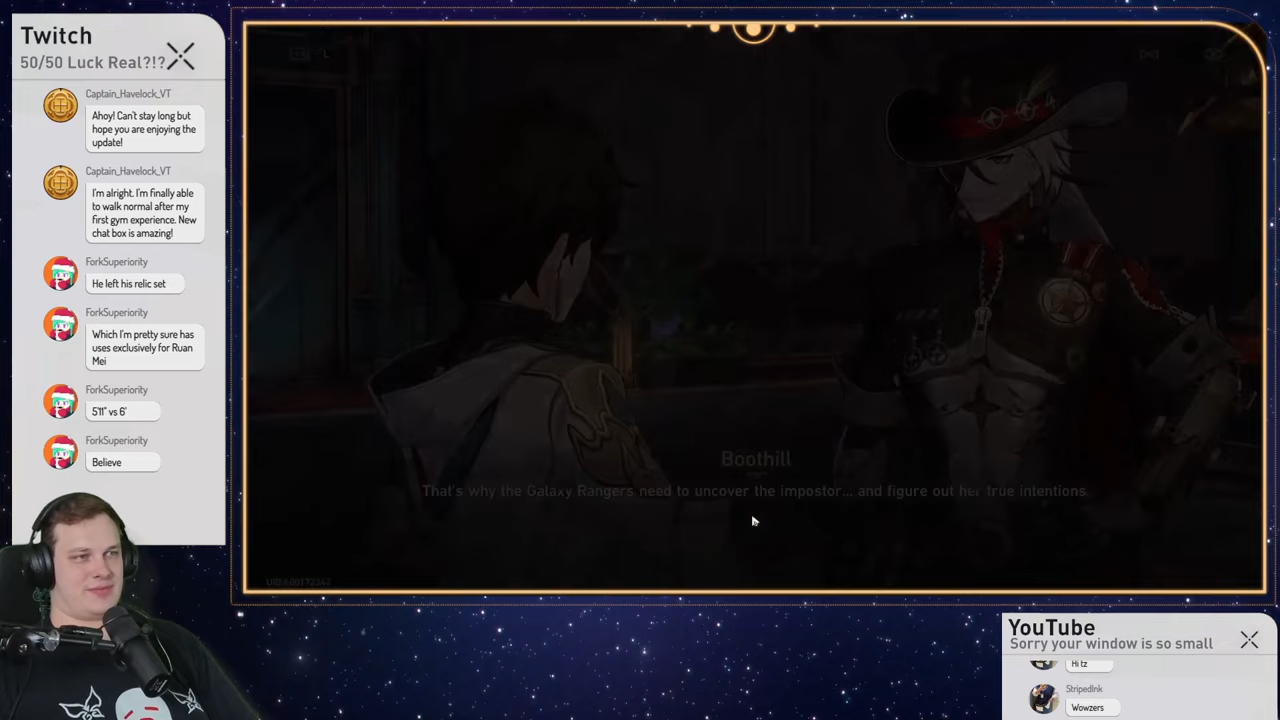 Twitch
50/50 Luck Real?!?
Captain_Havelock_VT
Ahoy! Can't stay long but
hope you are enjoying the
update!
Captain_Havelock_VT
I'm alright. I'm finally able
to walk normal after my
first gym experience. New
chat box is amazing!
ForkSuperiority
He left his relic set
ForkSuperiority
Which I'm pretty sure has
uses exclusively for Ruan
Mei
ForkSuperiority
5'11" vs 6'
ForkSuperiority
Believe
Boothill
That's why the Galaxy Rangers need to uncover the impostor... and figure out her true intentions
YouTube
Sorry your window is so small
Hi tz
StripedInk
Wowzers